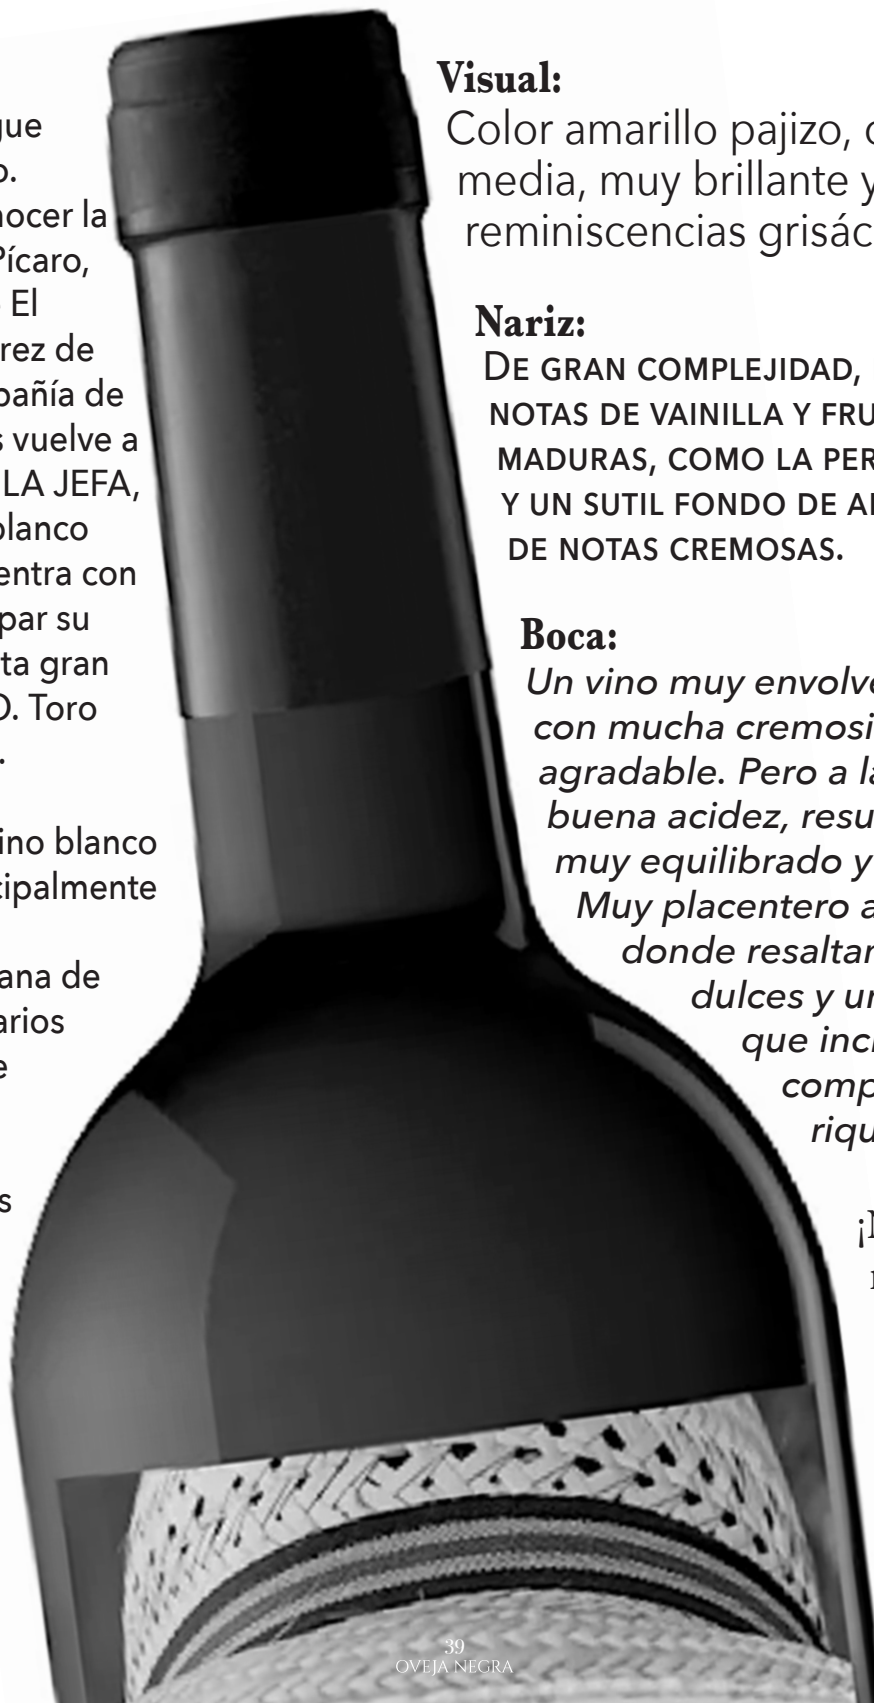 gue
o.
nocer la
Pícaro,
El
rez de
pañía de
s vuelve a
LA JEFA,
blanco
entra con
par su
ta gran
O. Toro
.
ino blanco
cipalmente
ana de
arios
e
s
Visual:
Color amarillo pajizo, c
media, muy brillante y
reminiscencias grisác
Nariz:
DE GRAN COMPLEJIDAD,
NOTAS DE VAINILLA Y FRU
MADURAS, COMO LA PER
Y UN SUTIL FONDO DE A
DE NOTAS CREMOSAS.
Boca:
Un vino muy envolve
con mucha cremosi
agradable. Pero a la
buena acidez, resu
muy equilibrado y
Muy placentero a
donde resaltan
dulces y un
que incr
comp
riqu
39
OVEJA NEGRA